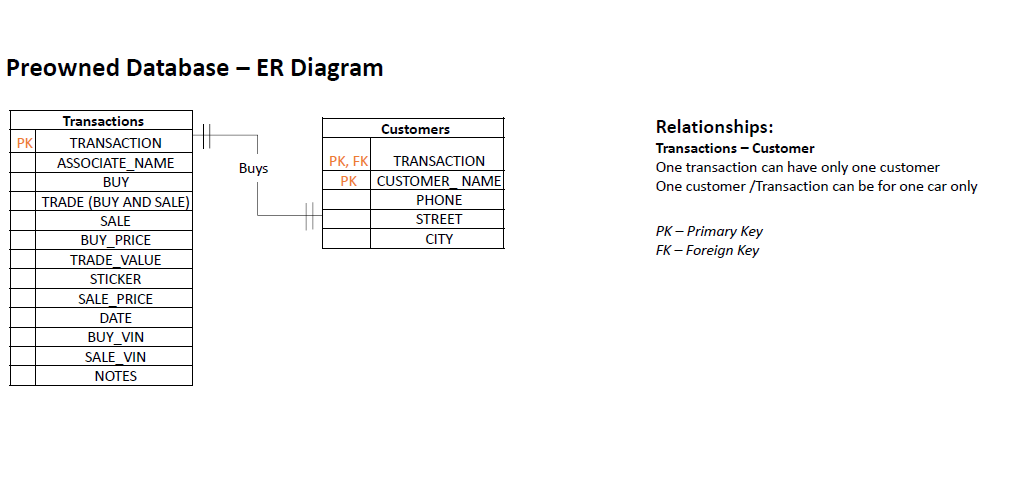 Preowned Database – ER Diagram
Transactions
PK TRANSACTION
ASSOCIATE_NAME
BUY
TRADE (BUY AND SALE)
SALE
BUY_PRICE
TRADE_VALUE
STICKER
SALE_PRICE
DATE
BUY_VIN
SALE_VIN
NOTES
Buys
Customers
PK, FK TRANSACTION
PK CUSTOMER_ NAME
PHONE
STREET
CITY
Relationships:
Transactions – Customer
One transaction can have only one customer
One customer /Transaction can be for one car only
PK – Primary Key
FK – Foreign Key